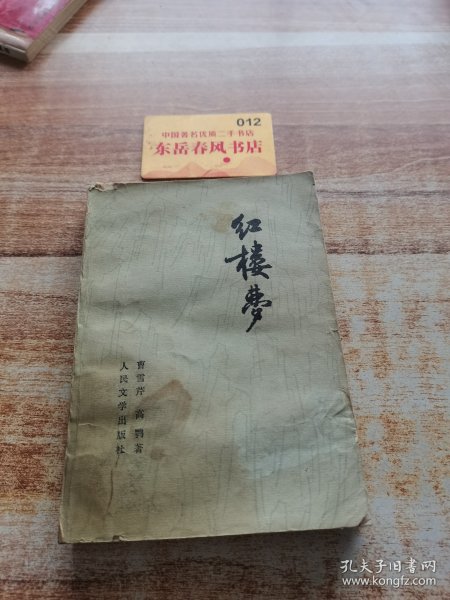 012
中国著名优质二手书店
东岳春风书店
红楼梦
曹雪芹 高鹗著
人民文学出版社
孔夫子旧书网
www.kongfz.com